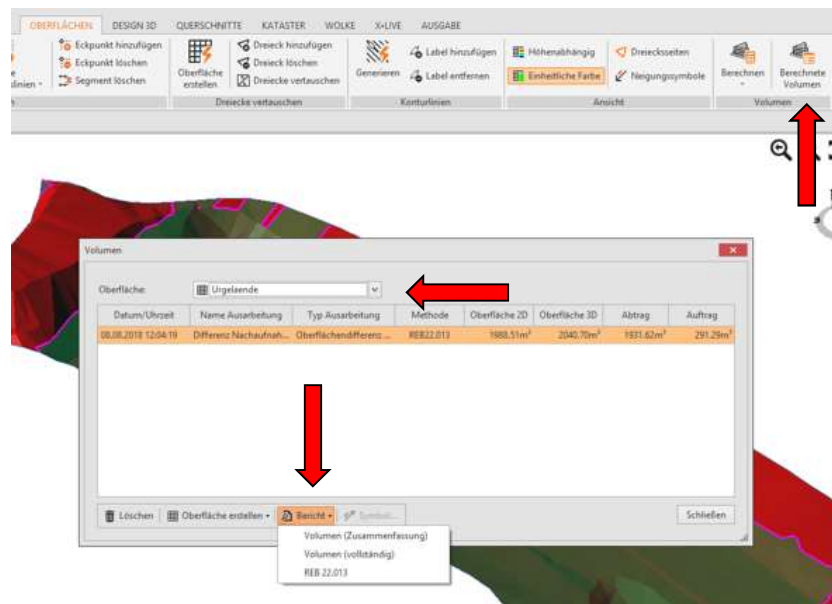 OBERFLÄCHEN DESIGN 3D QUERSCHNITTE KATASTER WOLKE X-LIVE AUSGABE
Eckpunkt hinzufügen
Eckpunkt löschen
Segment löschen
Oberfläche erstellen
Dreieck hinzufügen
Dreieck löschen
Dreiecke vertauschen
Generieren
Label hinzufügen
Label entfernen
Höhenabhängig
Einheitliche Farbe
Dreiecksseiten
Neigungssymbole
Berechnen
Berechnete Volumen
Dreiecke vertauschen Konturlinien Ansicht Volumen
Volumen
Oberfläche: Urgelaende
Datum/Uhrzeit Name Ausarbeitung Typ Ausarbeitung Methode Oberfläche 2D Oberfläche 3D Abtrag Auftrag
08.08.2018 12:04:19 Differenz Nachaufnah... Oberflächendifferenz ... REB22.013 1988.51m² 2040.70m² 1931.62m³ 291.29m³
Löschen Oberfläche erstellen Bericht Symbol... Schließen
Volumen (Zusammenfassung)
Volumen (vollständig)
REB 22.013